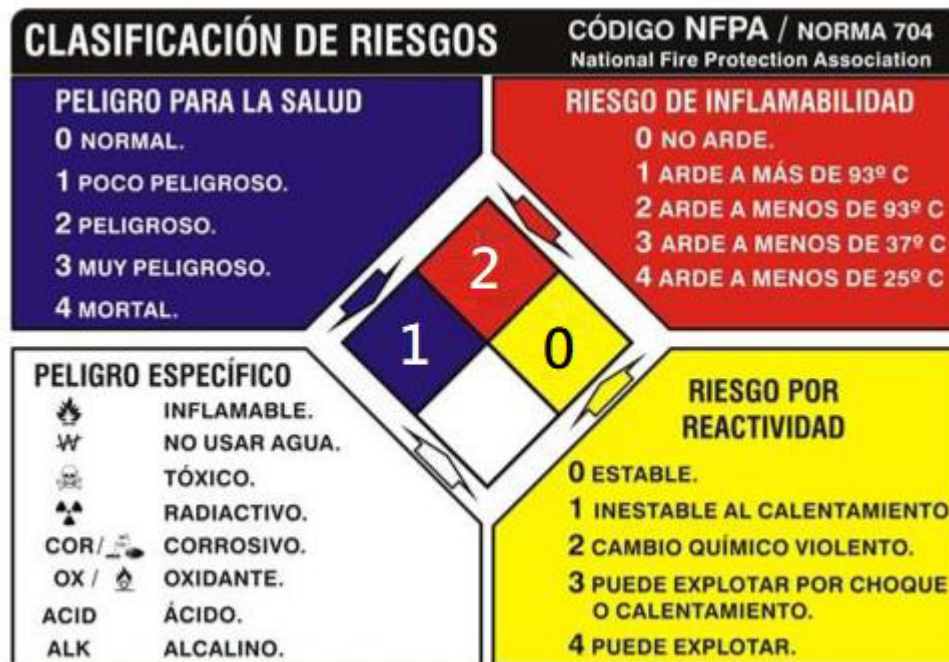 CLASIFICACIÓN DE RIESGOS
CÓDIGO NFPA / NORMA 704
National Fire Protection Association
PELIGRO PARA LA SALUD
0 NORMAL.
1 POCO PELIGROSO.
2 PELIGROSO.
3 MUY PELIGROSO.
4 MORTAL.
RIESGO DE INFLAMABILIDAD
0 NO ARDE.
1 ARDE A MÁS DE 93º C
2 ARDE A MENOS DE 93º C
3 ARDE A MENOS DE 37º C
4 ARDE A MENOS DE 25º C
2
1
0
PELIGRO ESPECÍFICO
INFLAMABLE.
W NO USAR AGUA.
TÓXICO.
RADIACTIVO.
COR/ CORROSIVO.
OX / OXIDANTE.
ACID ÁCIDO.
ALK ALCALINO.
RIESGO POR
REACTIVIDAD
0 ESTABLE.
1 INESTABLE AL CALENTAMIENTO
2 CAMBIO QUÍMICO VIOLENTO.
3 PUEDE EXPLOTAR POR CHOQUE
O CALENTAMIENTO.
4 PUEDE EXPLOTAR.